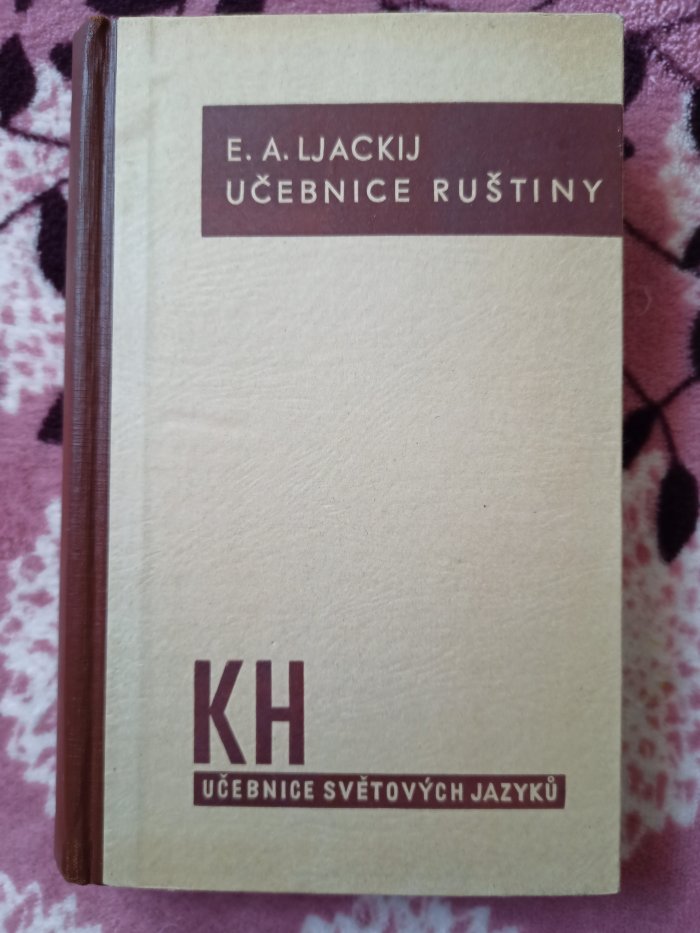 E. A. LJACKIJ
UČEBNICE RUŠTINY
KH
UČEBNICE SVĚTOVÝCH JAZYKŮ